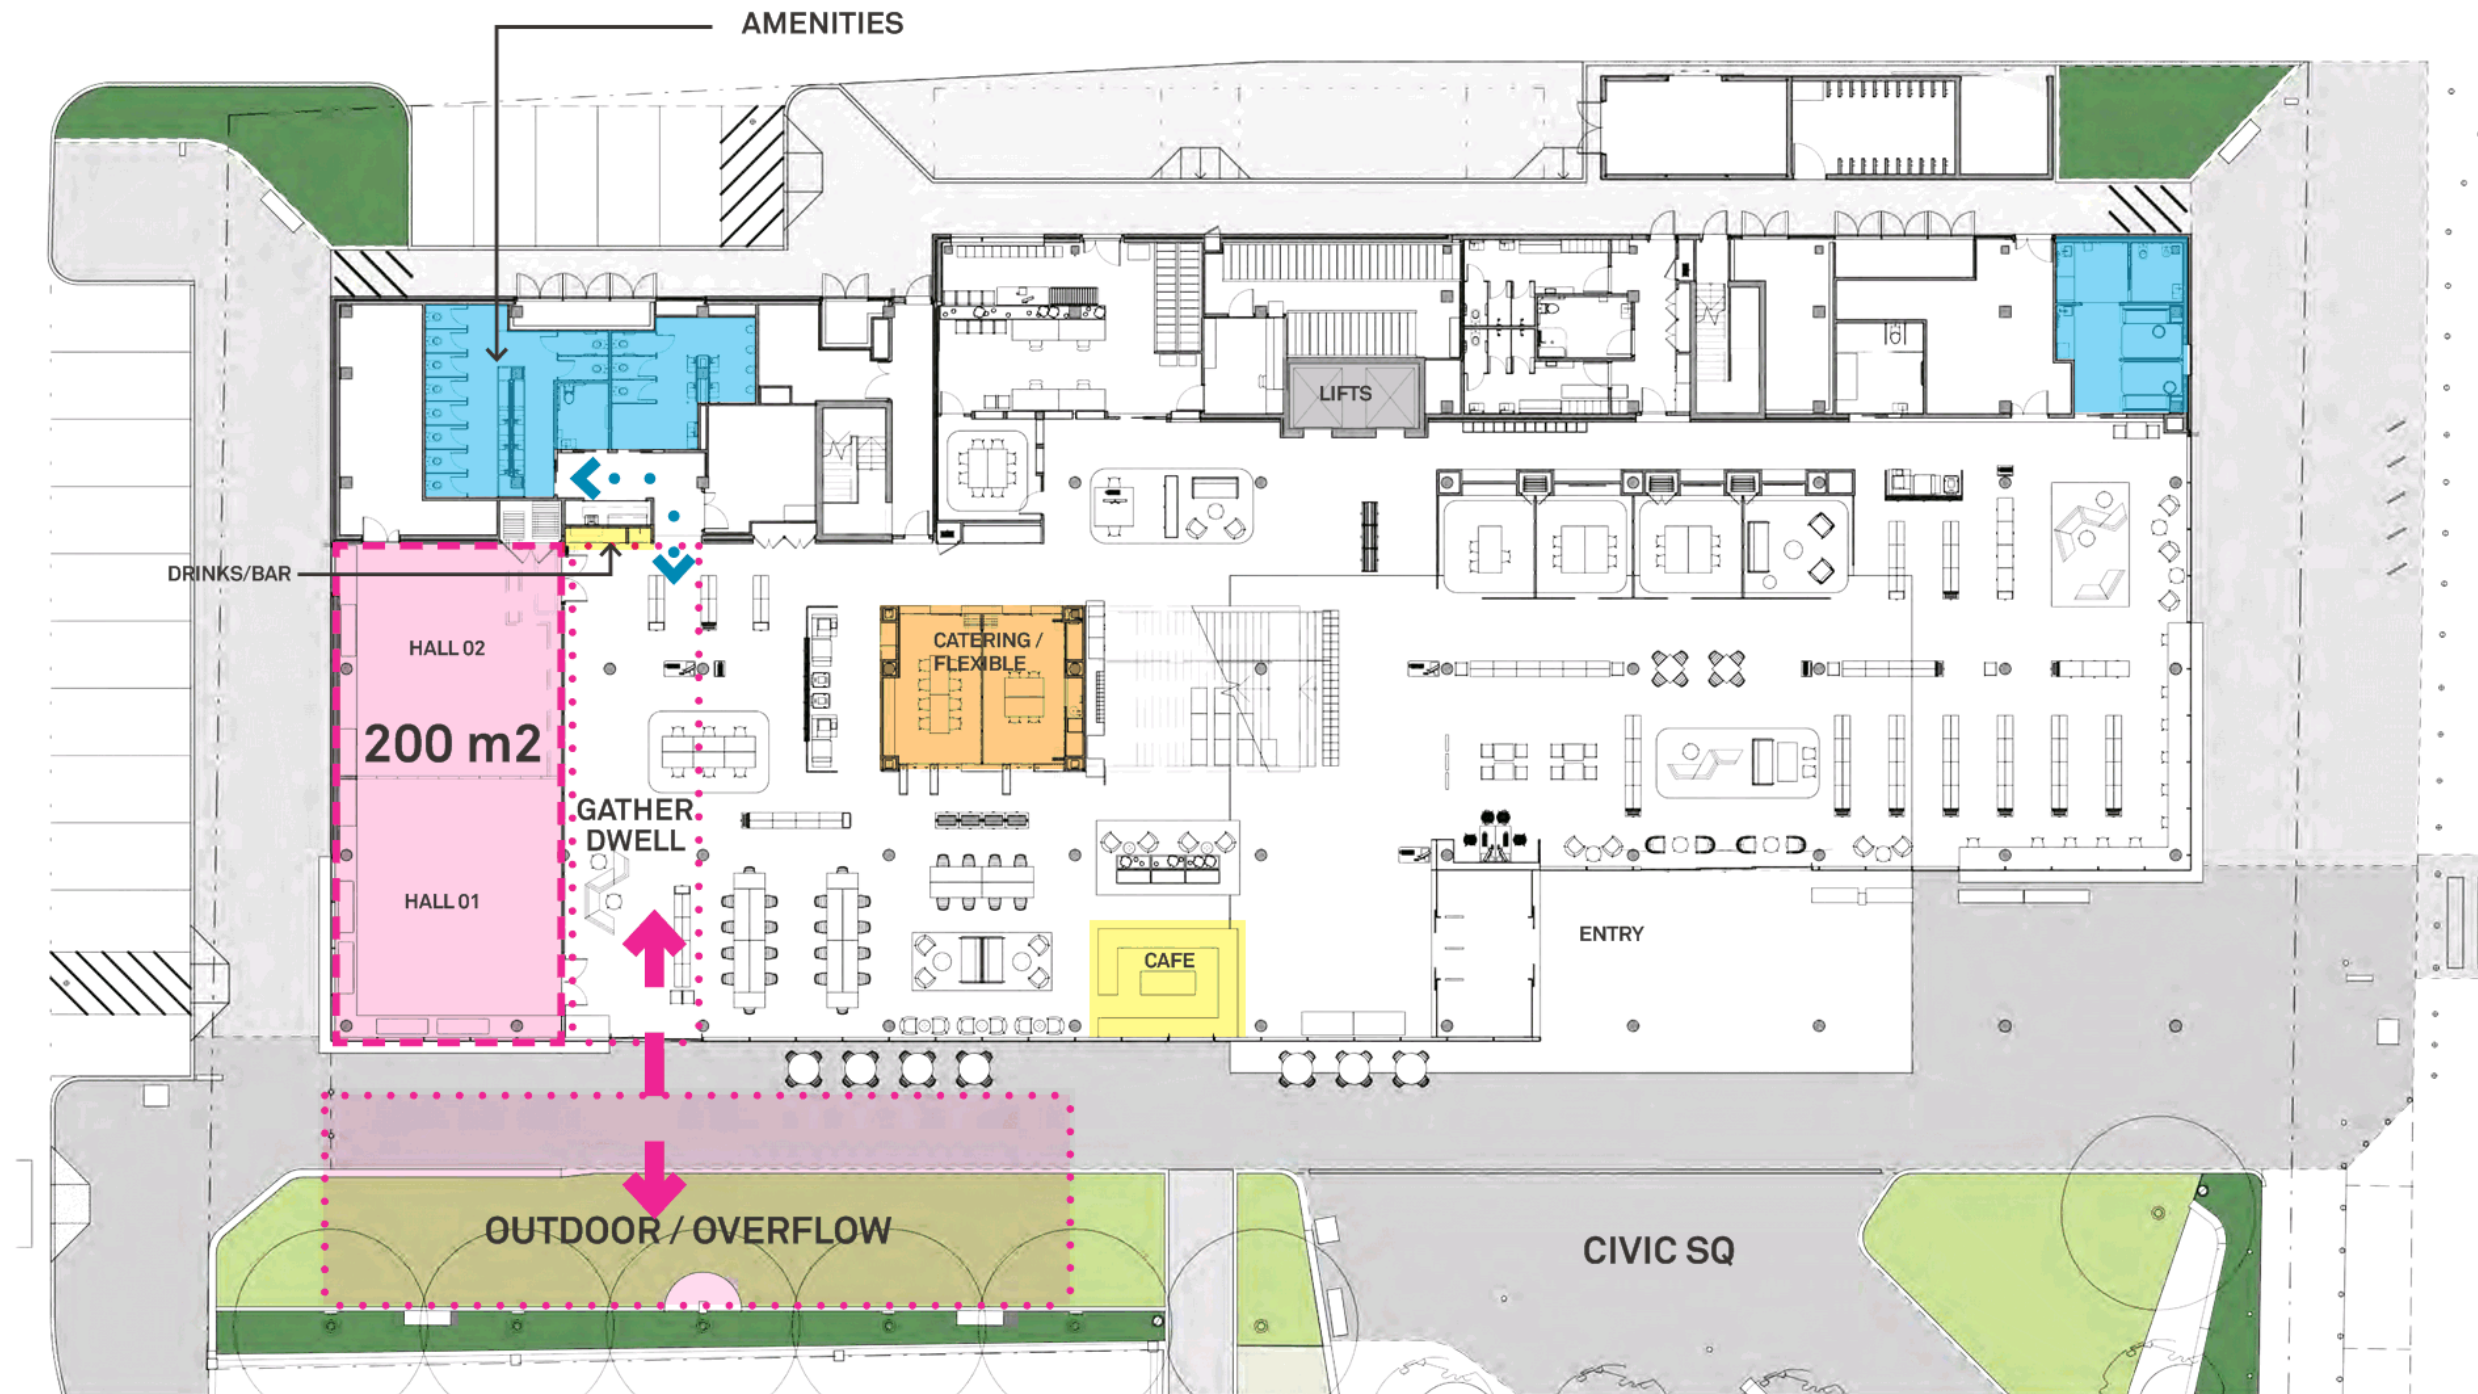 AMENITIES
LIFTS
DRINKS/BAR
HALL 02
CATERING /
FLEXIBLE
200 m2
GATHER
DWELL
HALL 01
ENTRY
CAFE
OUTDOOR / OVERFLOW
CIVIC SQ